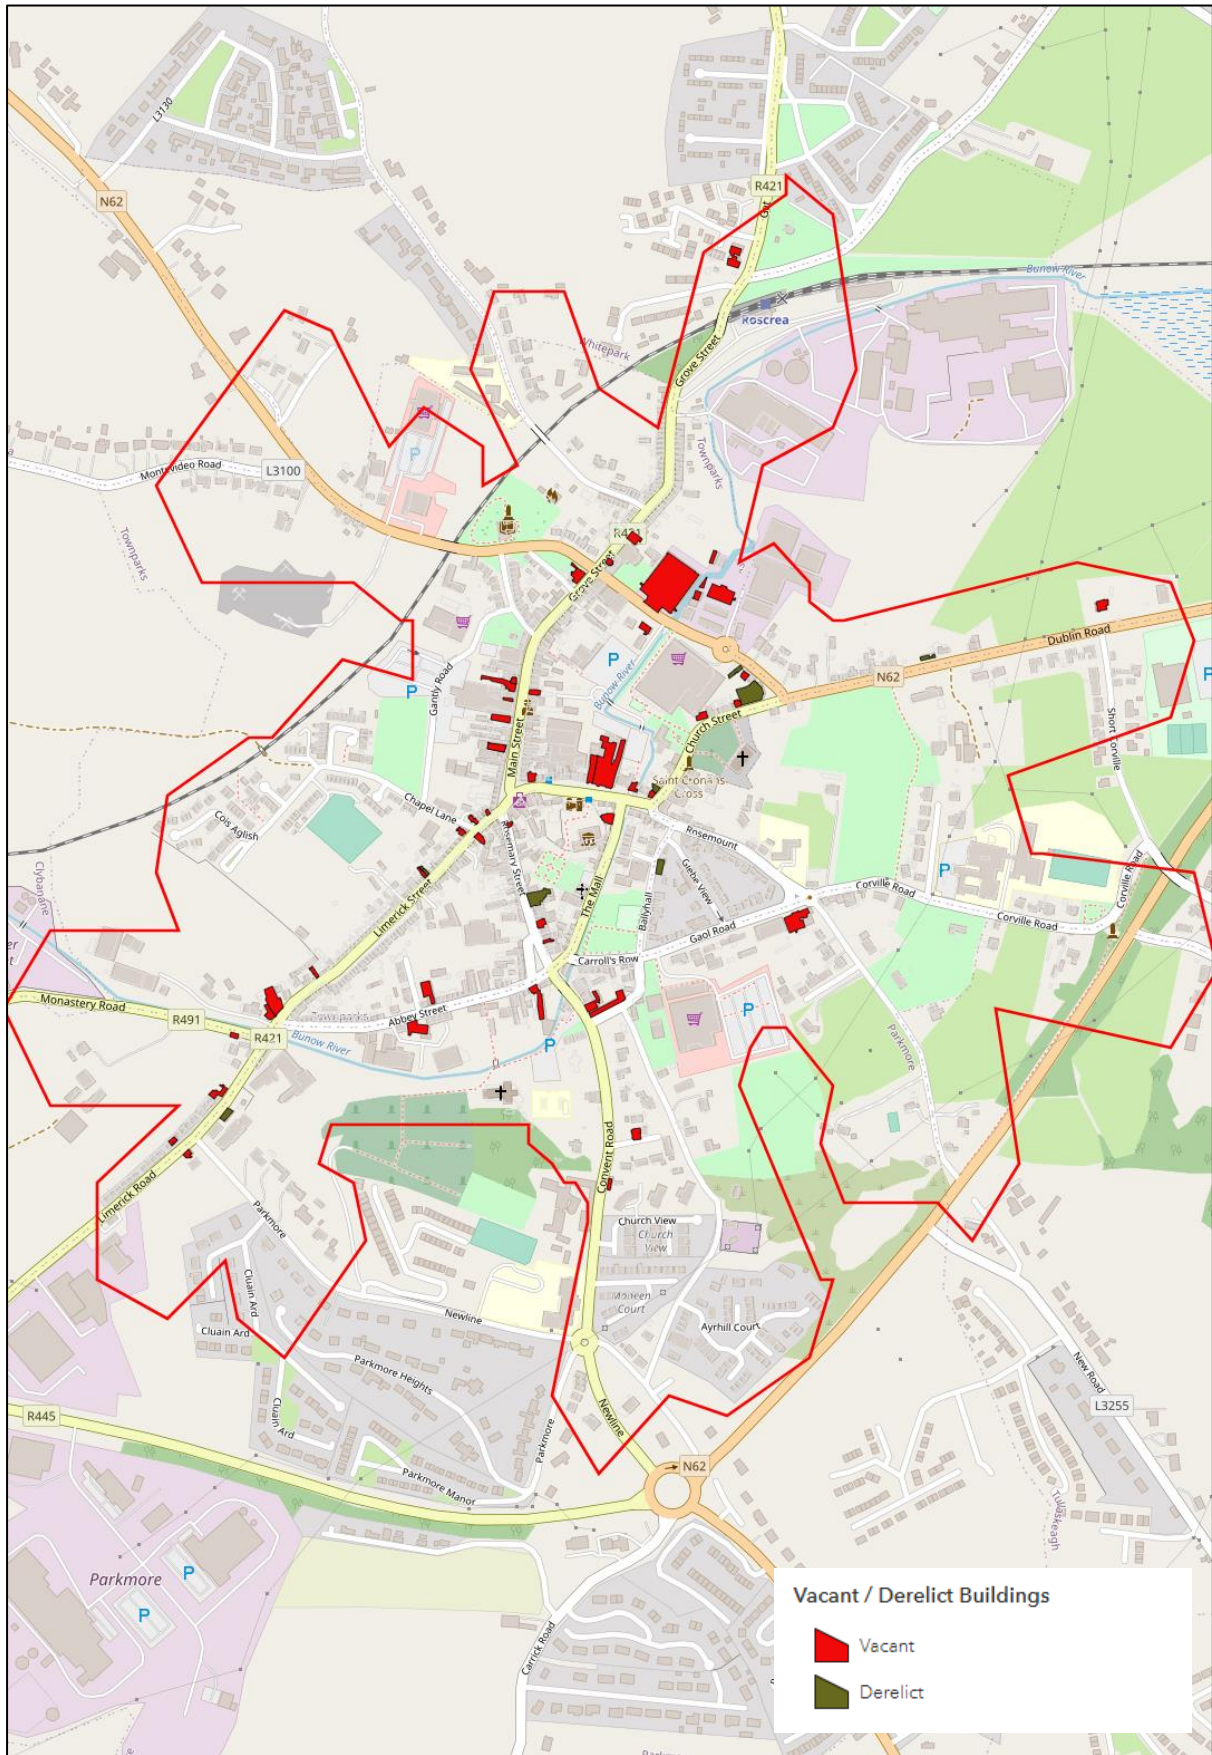 L3130
N62
R421
Gat
Bunow River
Roscrea
Whitepark
Grove Street
Montevideo Road
L3100
P
Townparks
Townparks
R421
Grove Street
Dublin Road
N62
P
P
P
Bunow River
Gantly Road
Short Corville
Church Street
Main Street
Saint Cronans
Cross
Chapel Lane
Cois Aglish
Rosemary Street
Rosemount
Glebe View
Clybanane
Limerick Street
The Mall
Ballyhall
P
Corville Road
Corville Road
Corville Road
Gaol Road
Carroll's Row
Monastery Road
R491
Townparks
Abbey Street
P
R421
Bunow River
P
Parkmore
Convent Road
Limerick Road
Parkmore
Church View
Church
View
Cluain Ard
Moneen
Court
Newline
Cluain Ard
Ayrhill Court
Parkmore Heights
New Road
R445
Cluain Ard
Newline
L3255
Parkmore
Parkmore Manor
N62
Tullaskeagh
Parkmore
P
P
Carrick Road
Vacant / Derelict Buildings
Vacant
Derelict